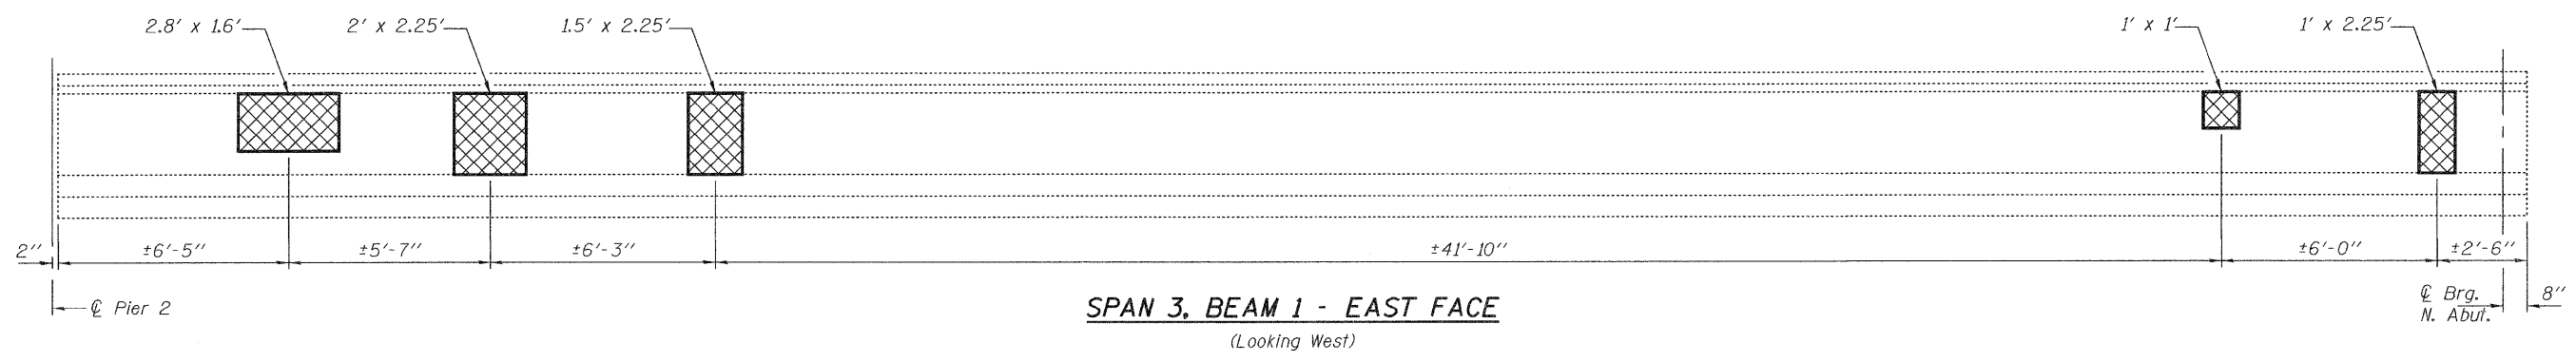 2.8' x 1.6' 2' x 2.25' 1.5' x 2.25' 1' x 1' 1' x 2.25'
2" ±6'-5" ±5'-7" ±6'-3" ±41'-10" ±6'-0" ±2'-6"
℄ Pier 2
SPAN 3, BEAM 1 - EAST FACE
(Looking West)
℄ Brg.
N. Abut.
8"